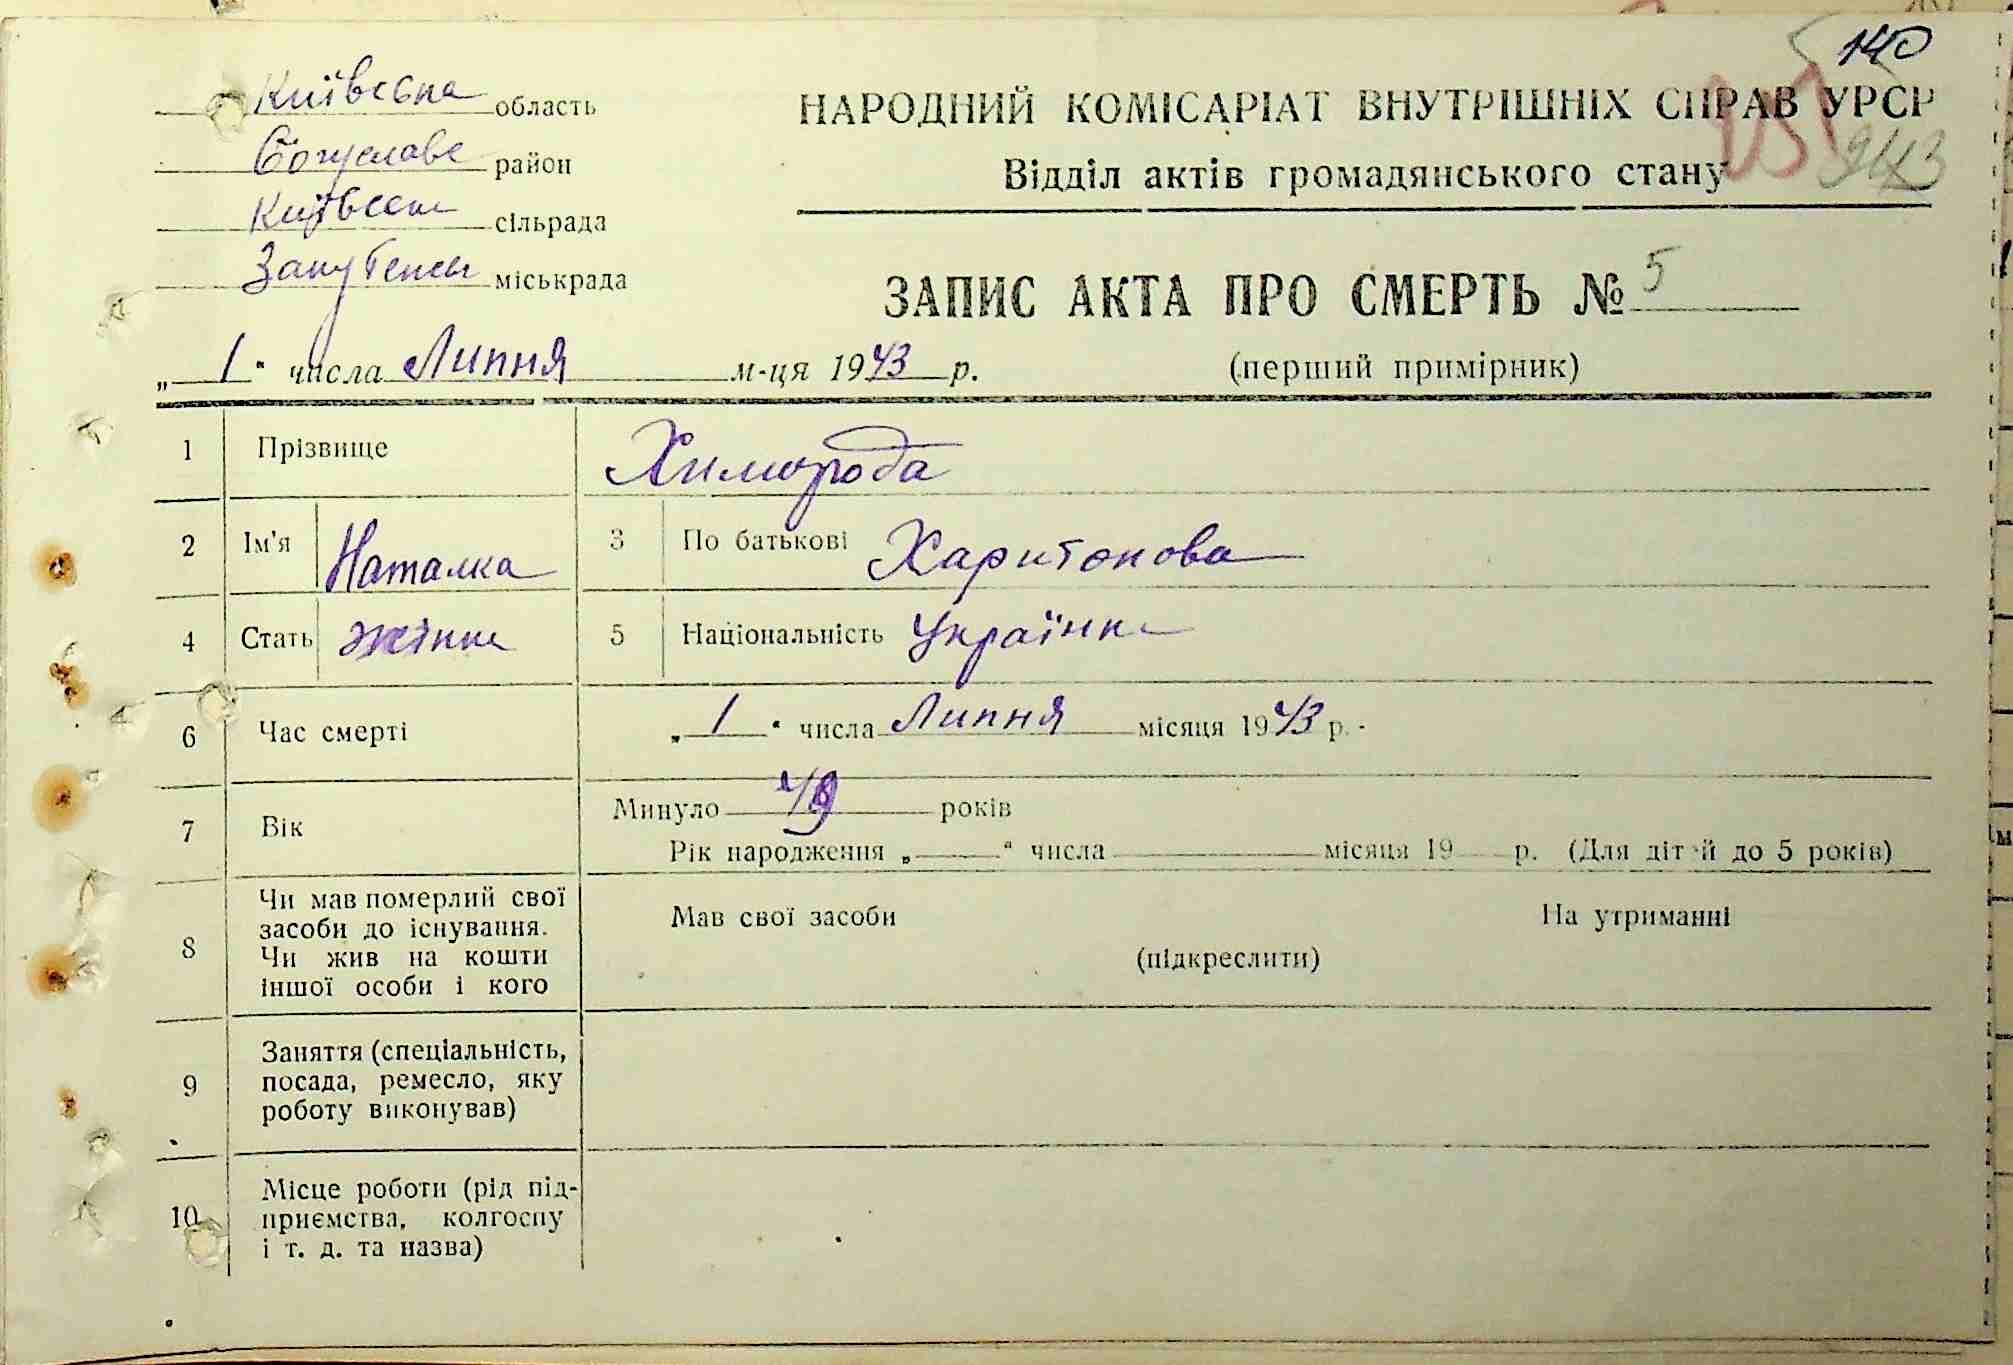 140
Київська область
НАРОДНИЙ КОМІСАРІАТ ВНУТРІШНІХ СПРАВ УРСР
Богуславс район
Відділ актів громадянського стану
сільрада
міськрада
ЗАПИС АКТА ПРО СМЕРТЬ № 5
„ 1 “ числа Липня м-ця 1943 р.
(перший примірник)
1 Прізвище Химорода
2 Ім'я Наталка 3 По батькові Харитонова
4 Стать жінка 5 Національність Українка
6 Час смерті „ 1 “ числа Липня місяця 1943 р.
7 Вік Минуло років
Рік народження „ “ числа місяця 19 р. (Для дітей до 5 років)
8 Чи мав померлий свої засоби до існування. Чи жив на кошти іншої особи і кого
Мав свої засоби На утриманні
(підкреслити)
9 Заняття (спеціальність, посада, ремесло, яку роботу виконував)
10 Місце роботи (рід під-
приємства, колгоспу
і т. д. та назва)